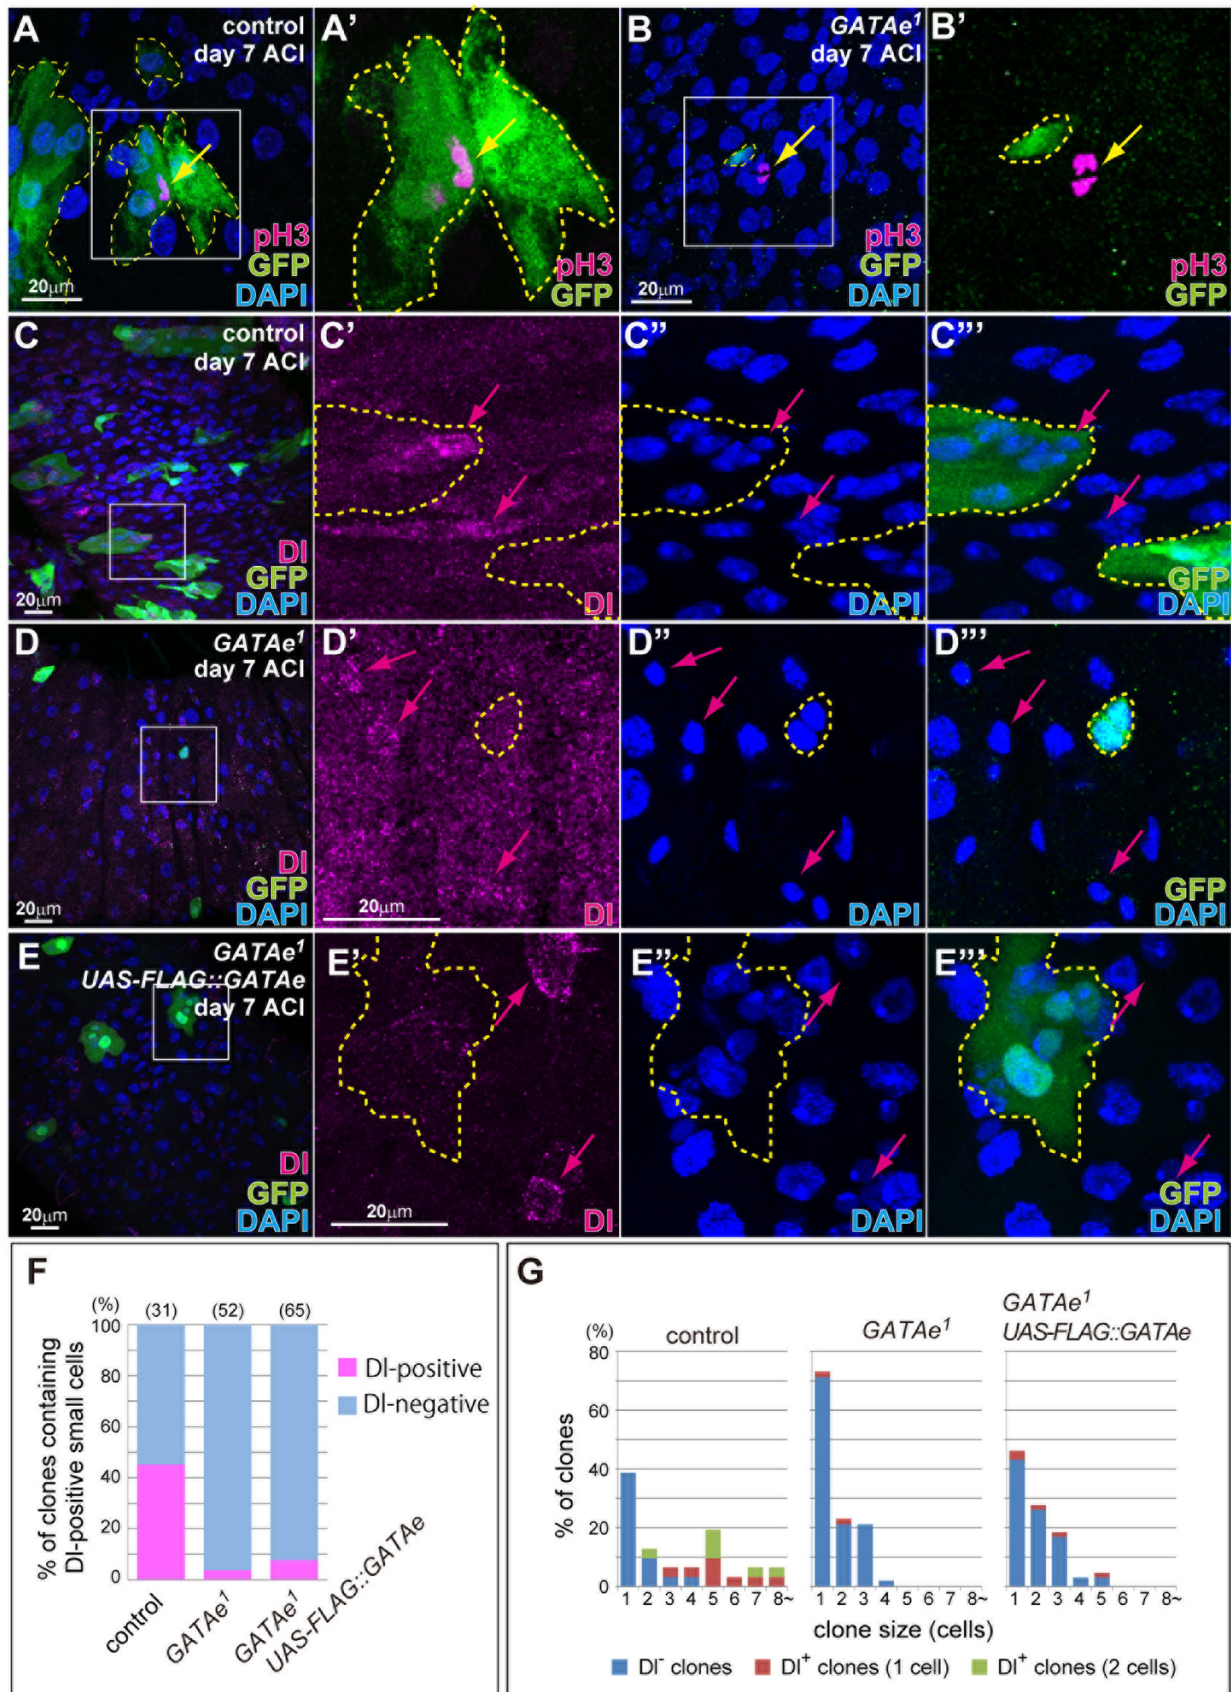 A
control
day 7 ACI
pH3
GFP
DAPI
20μm
A'
pH3
GFP
B
GATAe¹
day 7 ACI
pH3
GFP
DAPI
20μm
B'
pH3
GFP
C
control
day 7 ACI
Dl
GFP
DAPI
20μm
C'
Dl
C"
DAPI
C"'
GFP
DAPI
D
GATAe¹
day 7 ACI
Dl
GFP
DAPI
20μm
D'
20μm
Dl
D"
DAPI
D"'
GFP
DAPI
E
GATAe¹
UAS-FLAG::GATAe
day 7 ACI
Dl
GFP
DAPI
20μm
E'
20μm
Dl
E"
DAPI
E"'
GFP
DAPI
F
(%)
(31) (52) (65)
100
80
60
40
20
0
% of clones containing
Dl-positive small cells
Dl-positive
Dl-negative
control
GATAe¹
GATAe¹
UAS-FLAG::GATAe
G
(%)
control
GATAe¹
GATAe¹
UAS-FLAG::GATAe
80
60
40
20
0
% of clones
1 2 3 4 5 6 7 8~
1 2 3 4 5 6 7 8~
1 2 3 4 5 6 7 8~
clone size (cells)
Dl⁻ clones
Dl⁺ clones (1 cell)
Dl⁺ clones (2 cells)